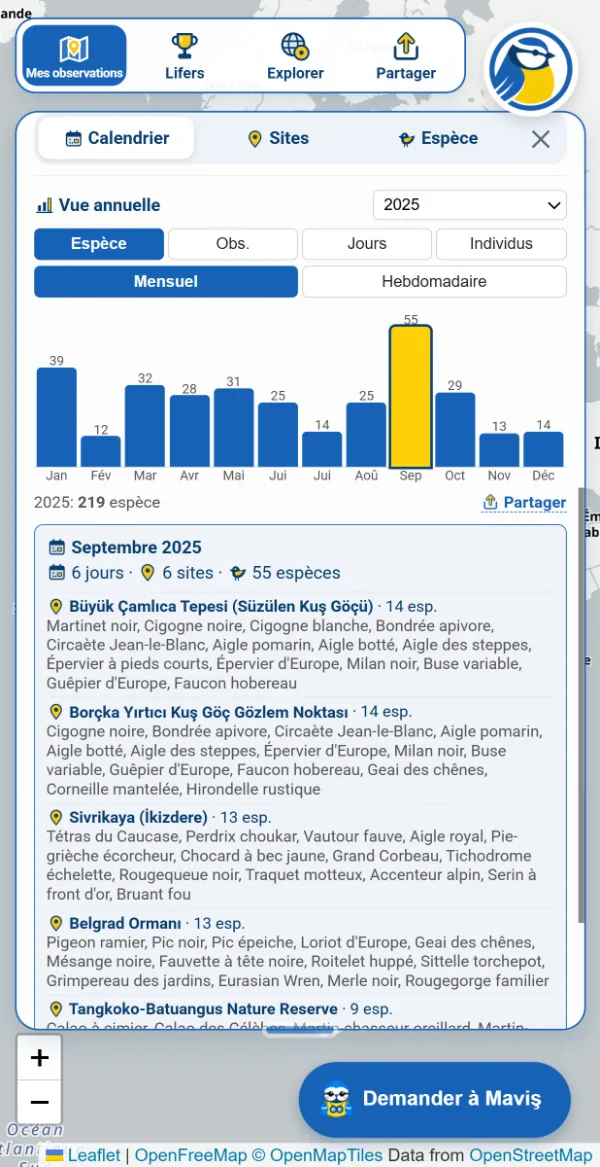 ande
Mes observations
Lifers
Explorer
Partager
Calendrier
Sites
Espèce
Vue annuelle
2025
Espèce
Obs.
Jours
Individus
Mensuel
Hebdomadaire
39
12
32
28
31
25
14
25
55
29
13
14
Jan
Fév
Mar
Avr
Mai
Jui
Jui
Aoû
Sep
Oct
Nov
Déc
2025: 219 espèce
Partager
Septembre 2025
6 jours · 6 sites · 55 espèces
Büyük Çamlıca Tepesi (Süzülen Kuş Göçü) · 14 esp.
Martinet noir, Cigogne noire, Cigogne blanche, Bondrée apivore,
Circaète Jean-le-Blanc, Aigle pomarin, Aigle botté, Aigle des steppes,
Épervier à pieds courts, Épervier d'Europe, Milan noir, Buse variable,
Guêpier d'Europe, Faucon hobereau
Borçka Yırtıcı Kuş Göç Gözlem Noktası · 14 esp.
Cigogne noire, Bondrée apivore, Circaète Jean-le-Blanc, Aigle pomarin,
Aigle botté, Aigle des steppes, Épervier d'Europe, Milan noir, Buse
variable, Guêpier d'Europe, Faucon hobereau, Geai des chênes,
Corneille mantelée, Hirondelle rustique
Sivrikaya (İkizdere) · 13 esp.
Tétras du Caucase, Perdrix choukar, Vautour fauve, Aigle royal, Pie-
grièche écorcheur, Chocard à bec jaune, Grand Corbeau, Tichodrome
échelette, Rougequeue noir, Traquet motteux, Accenteur alpin, Serin à
front d'or, Bruant fou
Belgrad Ormanı · 13 esp.
Pigeon ramier, Pic noir, Pic épeiche, Loriot d'Europe, Geai des chênes,
Mésange noire, Fauvette à tête noire, Roitelet huppé, Sittelle torchepot,
Grimpereau des jardins, Eurasian Wren, Merle noir, Rougegorge familier
Tangkoko-Batuangus Nature Reserve · 9 esp.
Calao à cimier, Calao des Célèbes, Martin-chasseur oreillard, Martin-
+
−
Demander à Maviş
Océan
Leaflet | OpenFreeMap © OpenMapTiles Data from OpenStreetMap